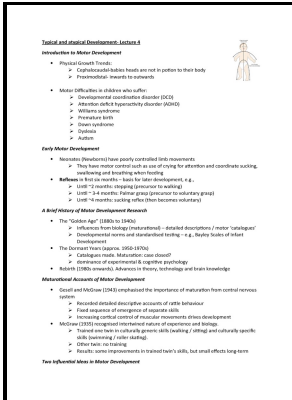 Typical and atypical Development- Lecture 4
Introduction to Motor Development
• Physical Growth Trends:
➢ Cephalocaudal-babies heads are not in potion to their body
➢ Proximodistal- inwards to outwards
• Motor Difficulties in children who suffer:
➢ Developmental coordination disorder (DCD)
➢ Attention deficit hyperactivity disorder (ADHD)
➢ Williams syndrome
➢ Premature birth
➢ Down syndrome
➢ Dyslexia
➢ Autism
Early Motor Development
• Neonates (Newborns) have poorly controlled limb movements
➢ They have motor control such as use of crying for attention and coordinate sucking,
swallowing and breathing when feeding
• Reflexes in first six months – basis for later development, e.g.,
➢ Until ~2 months: stepping (precursor to walking)
➢ Until ~ 3-4 months: Palmar grasp (precursor to voluntary grasp)
➢ Until ~4 months: sucking reflex (then becomes voluntary)
A Brief History of Motor Development Research
• The "Golden Age" (1880s to 1940s)
➢ Influences from biology (maturational) – detailed descriptions / motor 'catalogues'
➢ Developmental norms and standardised testing – e.g., Bayley Scales of Infant
Development
• The Dormant Years (approx. 1950-1970s)
➢ Catalogues made. Maturation: case closed?
➢ dominance of experimental & cognitive psychology
• Rebirth (1980s onwards). Advances in theory, technology and brain knowledge
Maturational Accounts of Motor Development
• Gesell and McGraw (1943) emphasised the importance of maturation from central nervous
system
➢ Recorded detailed descriptive accounts of rattle behaviour
➢ Fixed sequence of emergence of separate skills
➢ Increasing cortical control of muscular movements drives development
• McGraw (1935) recognised intertwined nature of experience and biology.
➢ Trained one twin in culturally generic skills (walking / sitting) and culturally specific
skills (swimming / roller skating).
➢ Other twin: no training
➢ Results: some improvements in trained twin's skills, but small effects long-term
Two Influential Ideas in Motor Development